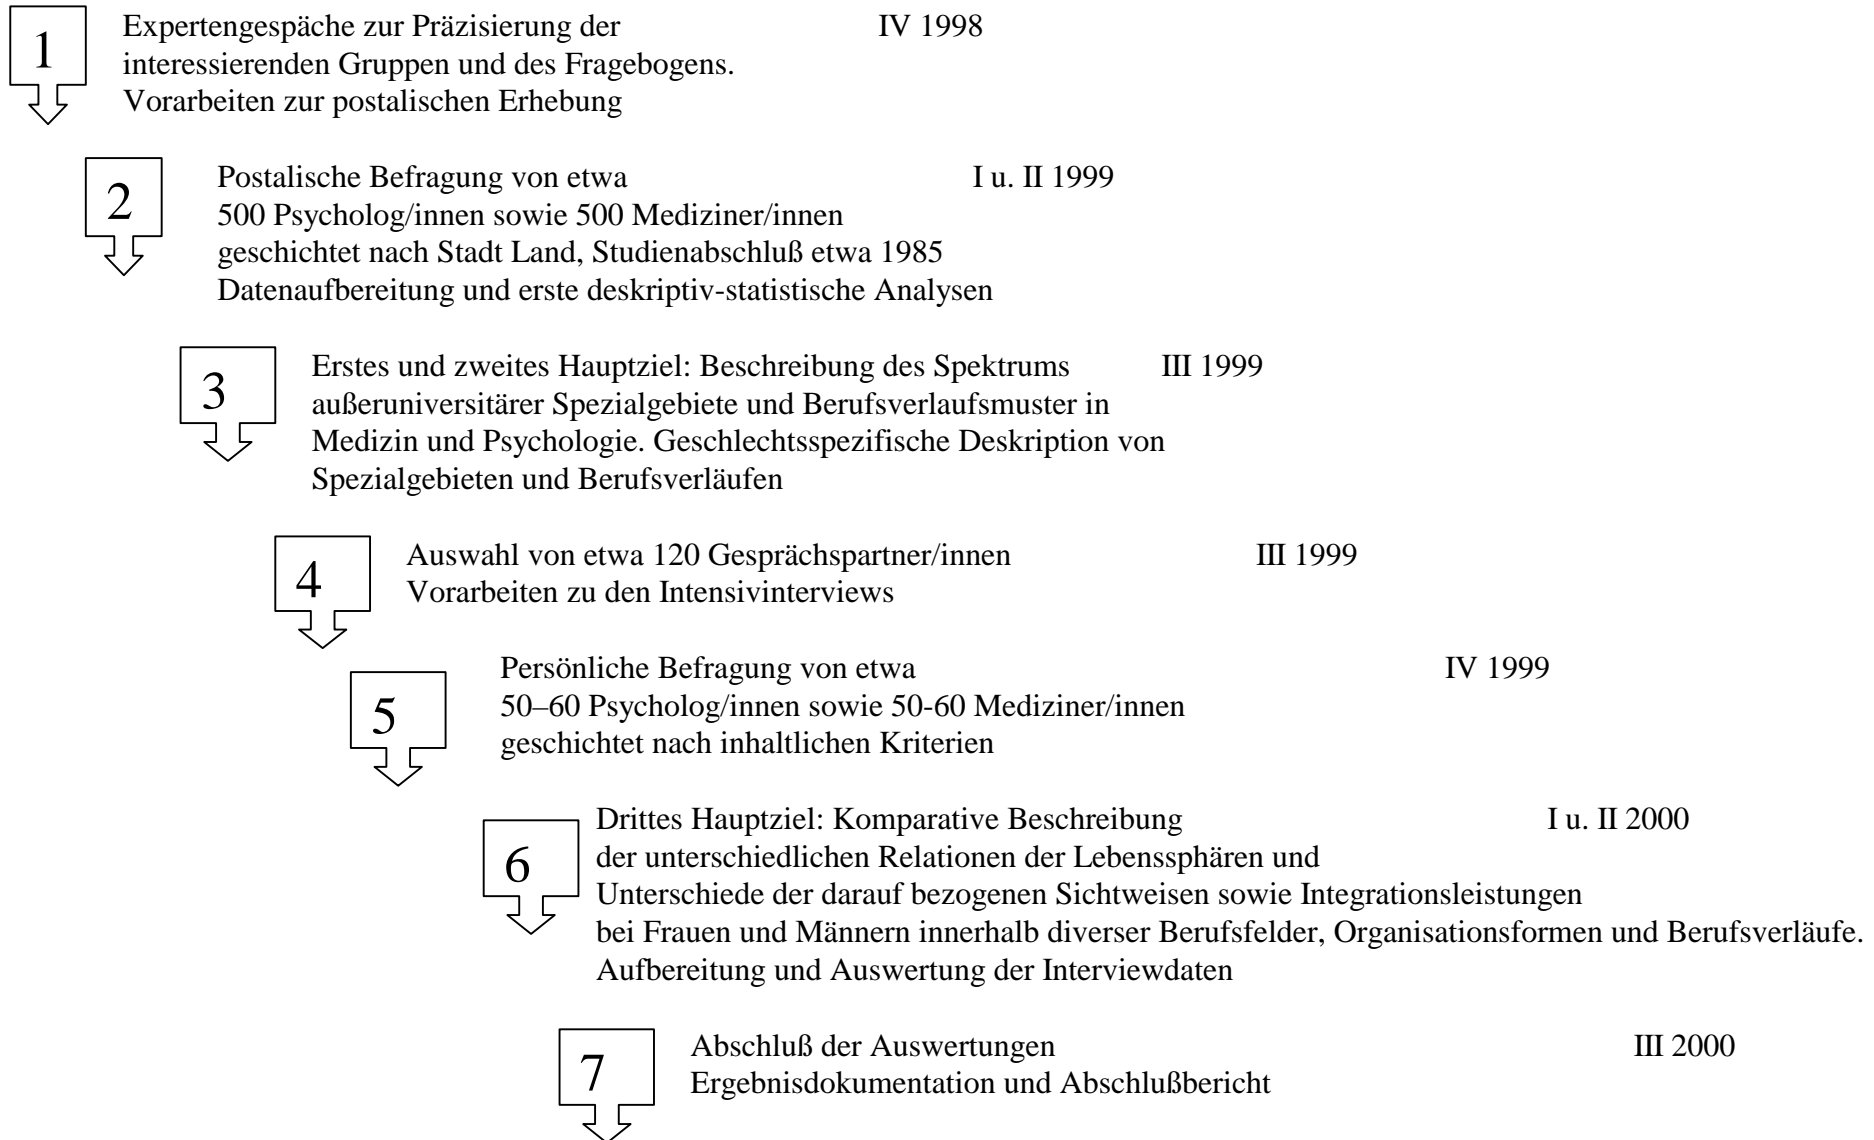 1 Expertengespäche zur Präzisierung der IV 1998
interessierenden Gruppen und des Fragebogens.
Vorarbeiten zur postalischen Erhebung
2 Postalische Befragung von etwa I u. II 1999
500 Psycholog/innen sowie 500 Mediziner/innen
geschichtet nach Stadt Land, Studienabschluß etwa 1985
Datenaufbereitung und erste deskriptiv-statistische Analysen
3 Erstes und zweites Hauptziel: Beschreibung des Spektrums III 1999
außeruniversitärer Spezialgebiete und Berufsverlaufsmuster in
Medizin und Psychologie. Geschlechtsspezifische Deskription von
Spezialgebieten und Berufsverläufen
4 Auswahl von etwa 120 Gesprächspartner/innen III 1999
Vorarbeiten zu den Intensivinterviews
5 Persönliche Befragung von etwa IV 1999
50–60 Psycholog/innen sowie 50-60 Mediziner/innen
geschichtet nach inhaltlichen Kriterien
6 Drittes Hauptziel: Komparative Beschreibung I u. II 2000
der unterschiedlichen Relationen der Lebenssphären und
Unterschiede der darauf bezogenen Sichtweisen sowie Integrationsleistungen
bei Frauen und Männern innerhalb diverser Berufsfelder, Organisationsformen und Berufsverläufe.
Aufbereitung und Auswertung der Interviewdaten
7 Abschluß der Auswertungen III 2000
Ergebnisdokumentation und Abschlußbericht